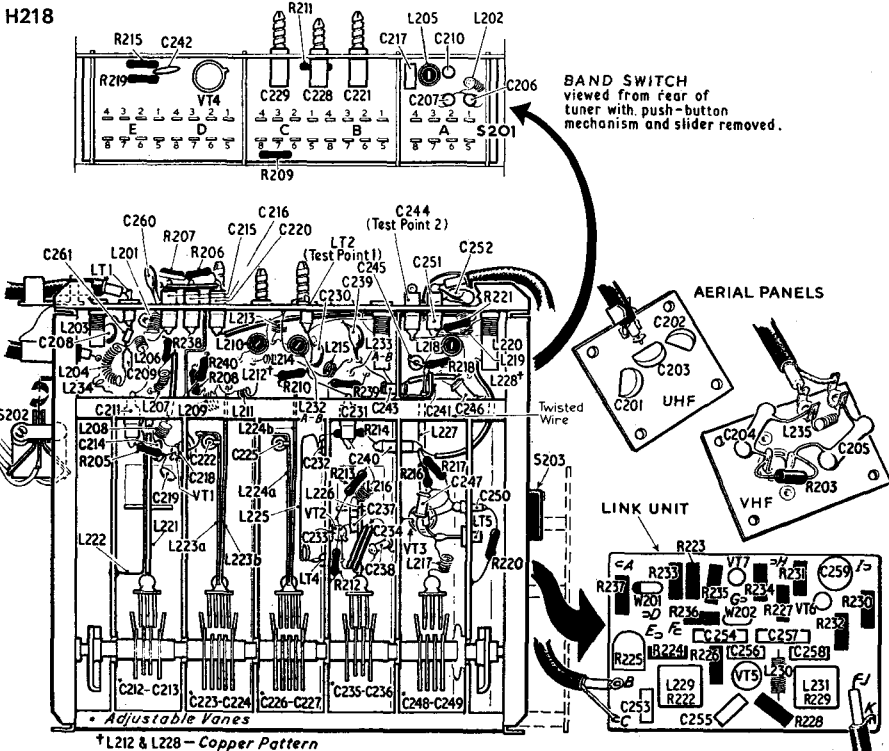 H218
R211
L205
L202
R215
C242
C217
C210
R219
C206
VT4
C229
C228
C221
C207
BAND SWITCH
viewed from rear of
tuner with push-button
mechanism and slider removed.
4 3 2 1 4 3 2 1 4 3 2 1 4 3 2 1 4 3 2 1
E D C B A S201
8 7 6 5 8 7 6 5 8 7 6 5 8 7 6 5 8 7 6 5
R209
C260
C216
C244
(Test Point 2)
R207
R206
C215
C220
LT2
(Test Point 1)
C261
L201
C245
C251
C252
LT1
C230
C239
R221
L203
C208
L213
L233
A-B
L220
L219
L206
R238
L210
L214
L215
L218
L204
C209
R240
R208
L212†
R210
R239
R218
L228†
L234
S202
C211
L207
L209
L211
L232
A-B
C231
C243
C241
C246
Twisted
Wire
L208
C214
R205
L224b
C225
R214
L227
C222
C232
C240
R213
R216
R217
S203
C218
VT1
L224a
L226
L216
C247
C219
L225
VT2
C237
C250
L221
C233
C234
LT5
L222
L223a
L223b
LT4
R212
C238
VT3
L217
R220
•C212-C213
•C223-C224
•C226-C227
•C235-C236
•C248-C249
• Adjustable Vanes
†L212 & L228 – Copper Pattern
AERIAL PANELS
C202
C203
C201
UHF
L235
C204
C205
R203
VHF
LINK UNIT
R223
A
VT7
H
R237
R233
R235
R234
R231
C259
I
W201
G
R227
VT6
R230
D
R236
W202
R232
E
F
C254
C257
R225
R224
R226
C256
C258
B
L229
R222
VT5
L230
L231
R229
J
C
C253
C255
R228
K